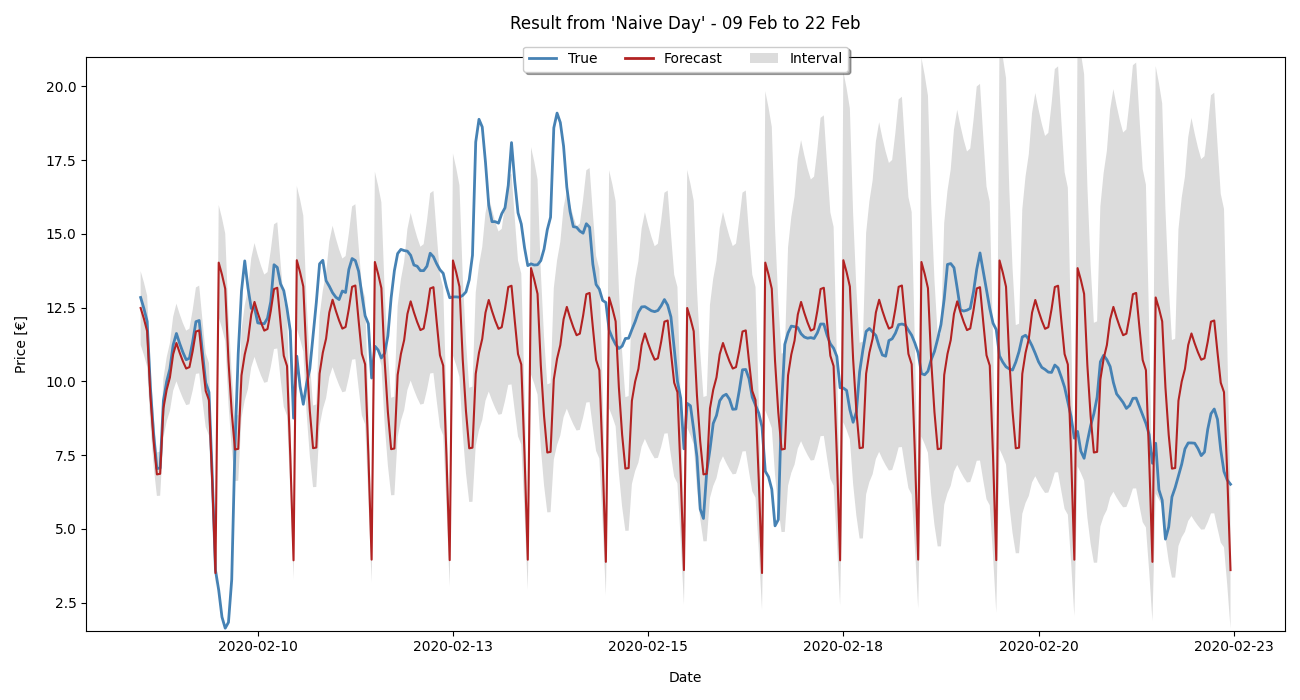 Result from 'Naive Day' - 09 Feb to 22 Feb
True Forecast Interval
20.0
17.5
15.0
12.5
10.0
7.5
5.0
2.5
Price [€]
2020-02-10 2020-02-13 2020-02-15 2020-02-18 2020-02-20 2020-02-23
Date